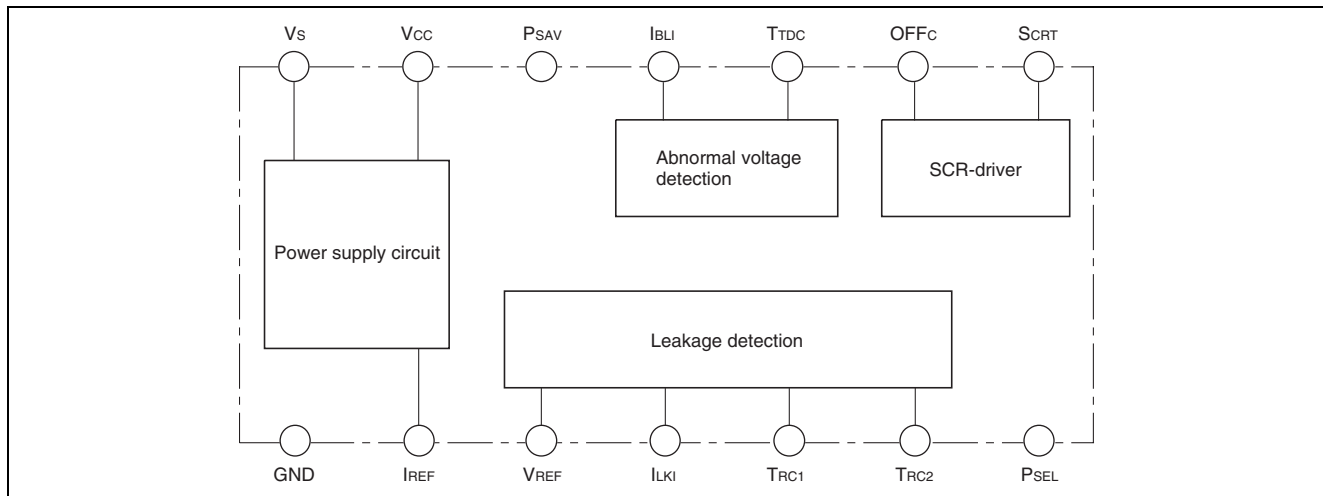 VS VCC PSAV IBLI TTDC OFFC SCRT
Abnormal voltage
detection
SCR-driver
Power supply circuit
Leakage detection
GND IREF VREF ILKI TRC1 TRC2 PSEL